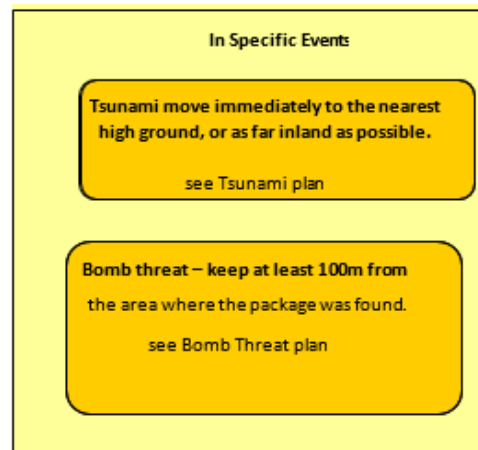 In Specific Events
Tsunami move immediately to the nearest
high ground, or as far inland as possible.
see Tsunami plan
Bomb threat – keep at least 100m from
the area where the package was found.
see Bomb Threat plan